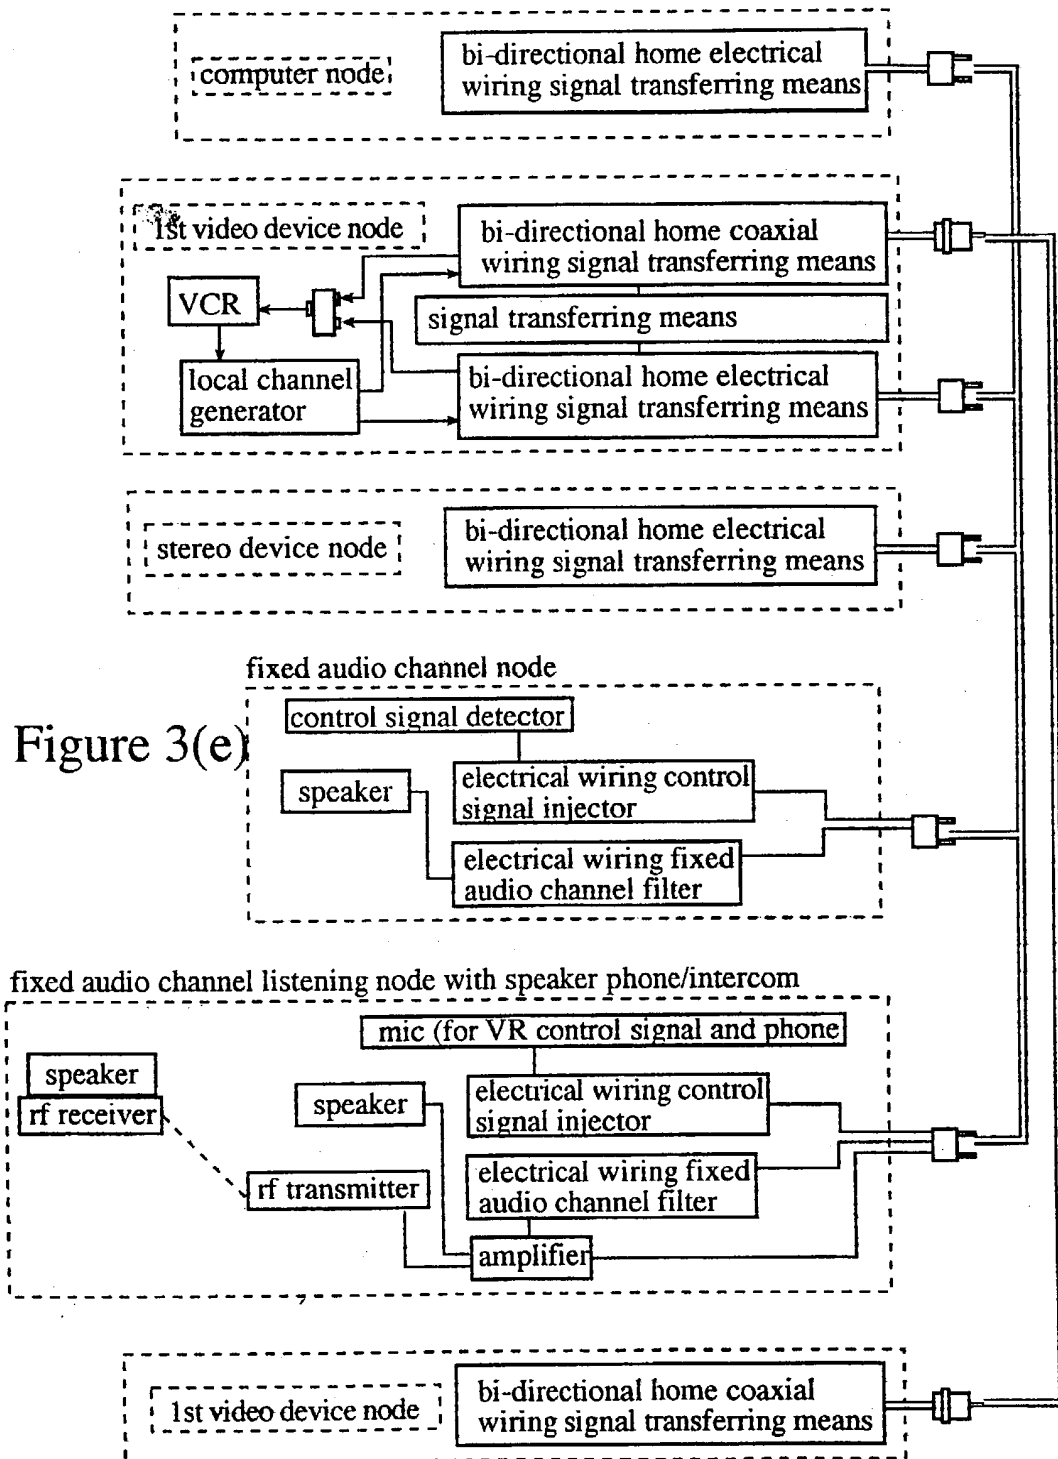 computer node
bi-directional home electrical
wiring signal transferring means
1st video device node
bi-directional home coaxial
wiring signal transferring means
VCR
signal transferring means
local channel
generator
bi-directional home electrical
wiring signal transferring means
stereo device node
bi-directional home electrical
wiring signal transferring means
fixed audio channel node
control signal detector
Figure 3(e)
speaker
electrical wiring control
signal injector
electrical wiring fixed
audio channel filter
fixed audio channel listening node with speaker phone/intercom
mic (for VR control signal and phone
speaker
rf receiver
speaker
electrical wiring control
signal injector
rf transmitter
electrical wiring fixed
audio channel filter
amplifier
1st video device node
bi-directional home coaxial
wiring signal transferring means